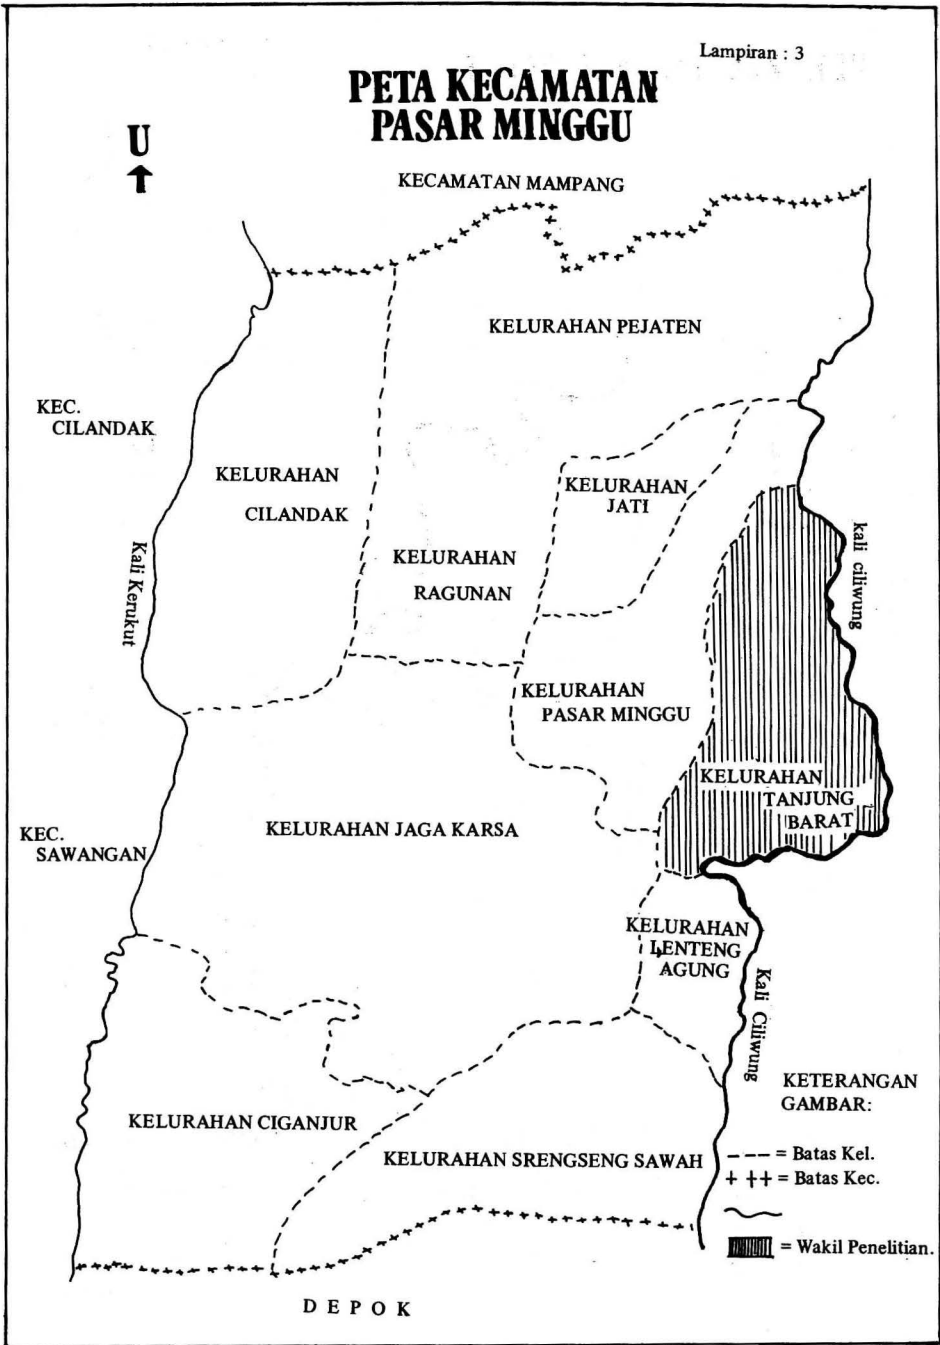 Lampiran : 3
PETA KECAMATAN
PASAR MINGGU
U
KECAMATAN MAMPANG
KELURAHAN PEJATEN
KEC.
CILANDAK
KELURAHAN
CILANDAK
KELURAHAN
JATI
KELURAHAN
RAGUNAN
Kali Kerukut
kali ciliwung
KELURAHAN
PASAR MINGGU
KELURAHAN
TANJUNG
BARAT
KEC.
SAWANGAN
KELURAHAN JAGA KARSA
KELURAHAN
LENTENG
AGUNG
Kali Ciliwung
KELURAHAN CIGANJUR
KELURAHAN SRENGSENG SAWAH
KETERANGAN
GAMBAR:
--- = Batas Kel.
+ ++ = Batas Kec.
= Wakil Penelitian.
DEPOK